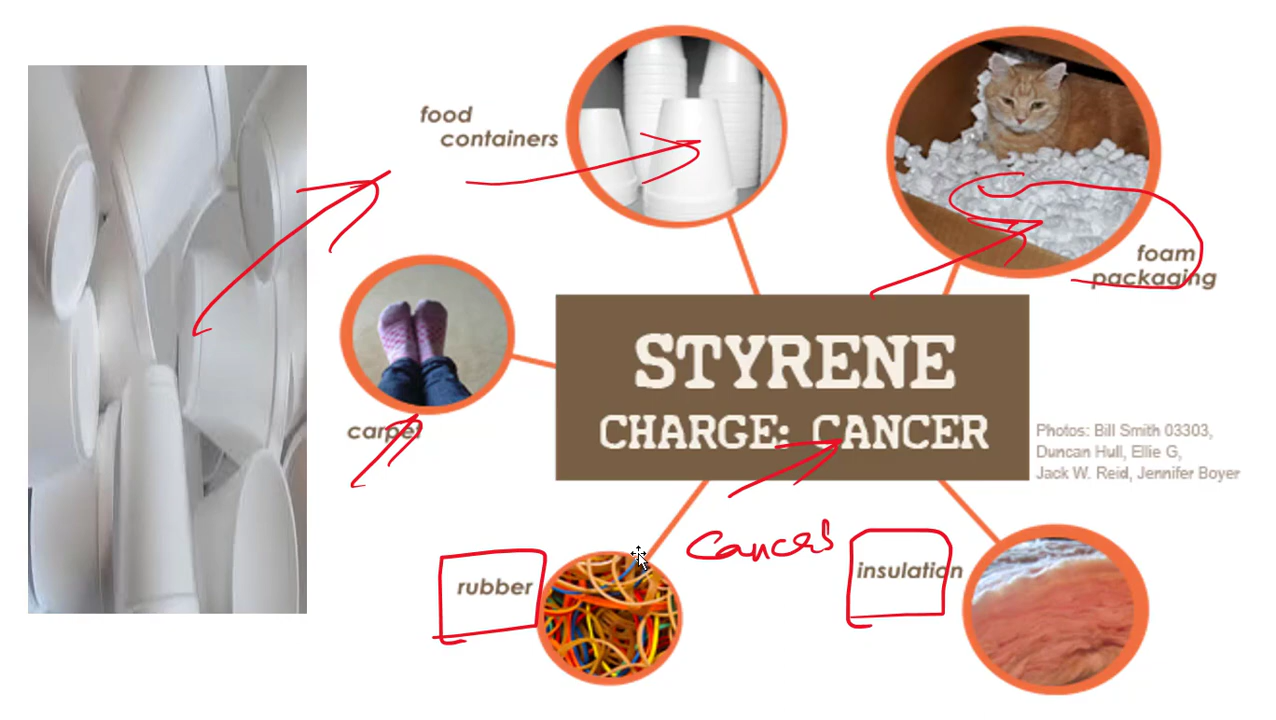 food
containers
foam
packaging
carpet
STYRENE
CHARGE: CANCER
Photos: Bill Smith 03303,
Duncan Hull, Ellie G,
Jack W. Reid, Jennifer Boyer
rubber
insulation